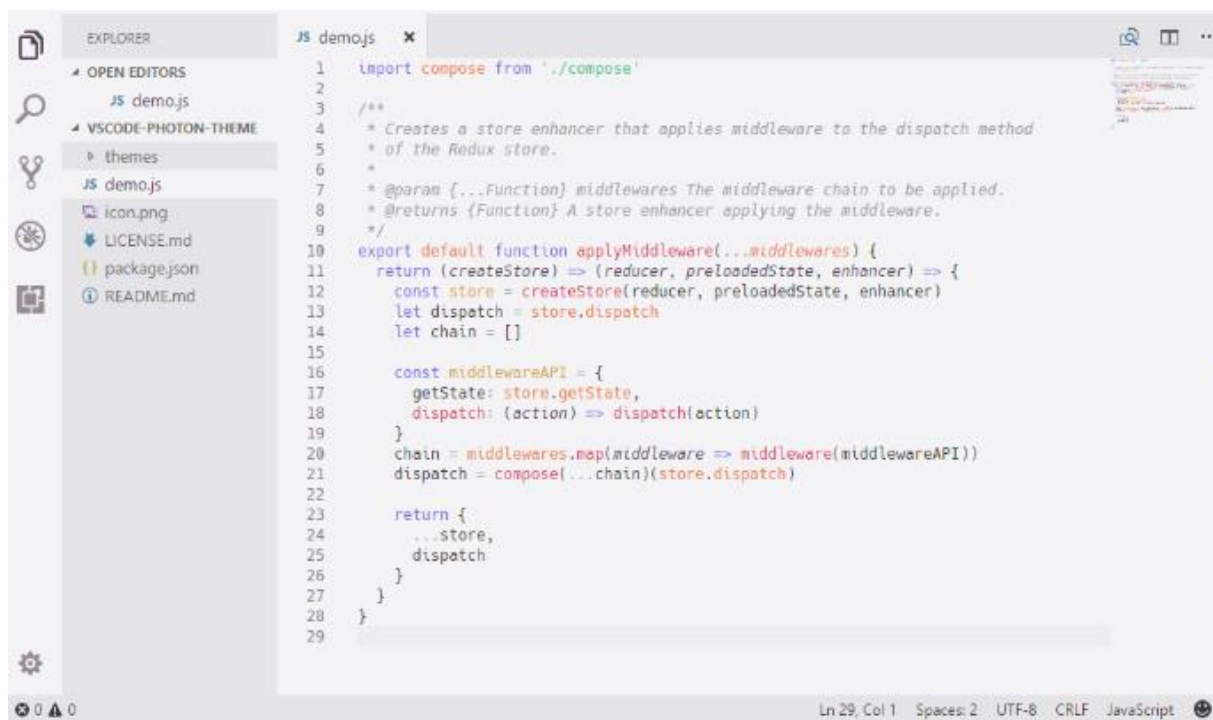 EXPLORER
OPEN EDITORS
JS demo.js
VSCODE-PHOTON-THEME
themes
JS demo.js
icon.png
LICENSE.md
{} package.json
README.md
JS demo.js ×
1 import compose from './compose'
2
3 /**
4 * Creates a store enhancer that applies middleware to the dispatch method
5 * of the Redux store.
6 *
7 * @param {...Function} middlewares The middleware chain to be applied.
8 * @returns {Function} A store enhancer applying the middleware.
9 */
10 export default function applyMiddleware(...middlewares) {
11 return (createStore) => (reducer, preloadedState, enhancer) => {
12 const store = createStore(reducer, preloadedState, enhancer)
13 let dispatch = store.dispatch
14 let chain = []
15
16 const middlewareAPI = {
17 getState: store.getState,
18 dispatch: (action) => dispatch(action)
19 }
20 chain = middlewares.map(middleware => middleware(middlewareAPI))
21 dispatch = compose(...chain)(store.dispatch)
22
23 return {
24 ...store,
25 dispatch
26 }
27 }
28 }
29
0 0 Ln 29, Col 1 Spaces: 2 UTF-8 CRLF JavaScript